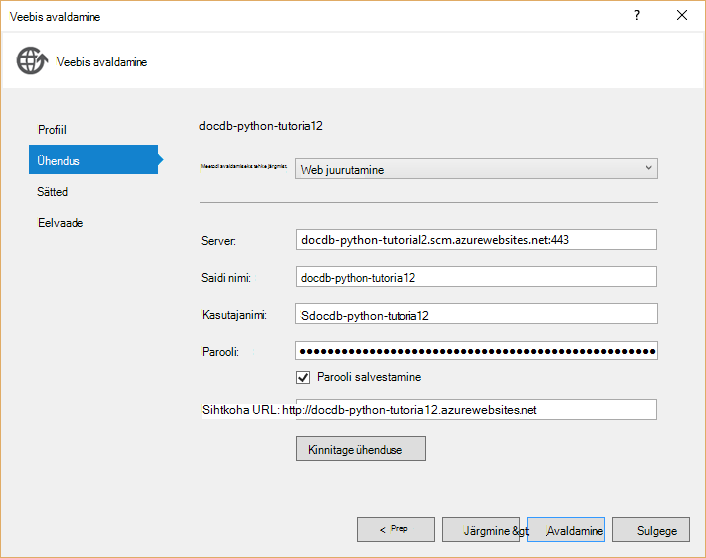 Veebis avaldamine
?
Veebis avaldamine
docdb-python-tutoria12
Profiil
Ühendus
Sätted
Eelvaade
Meetodi avaldamiseks tehke järgmist.
Web juurutamine
Server:
docdb-python-tutorial2.scm.azurewebsites.net:443
Saidi nimi:
docdb-python-tutoria12
Kasutajanimi:
Sdocdb-python-tutoria12
Parooli:
Parooli salvestamine
Sihtkoha URL: http://docdb-python-tutoria12.azurewebsites.net
Kinnitage ühenduse
< Prep
Järgmine &gt;
Avaldamine
Sulgege